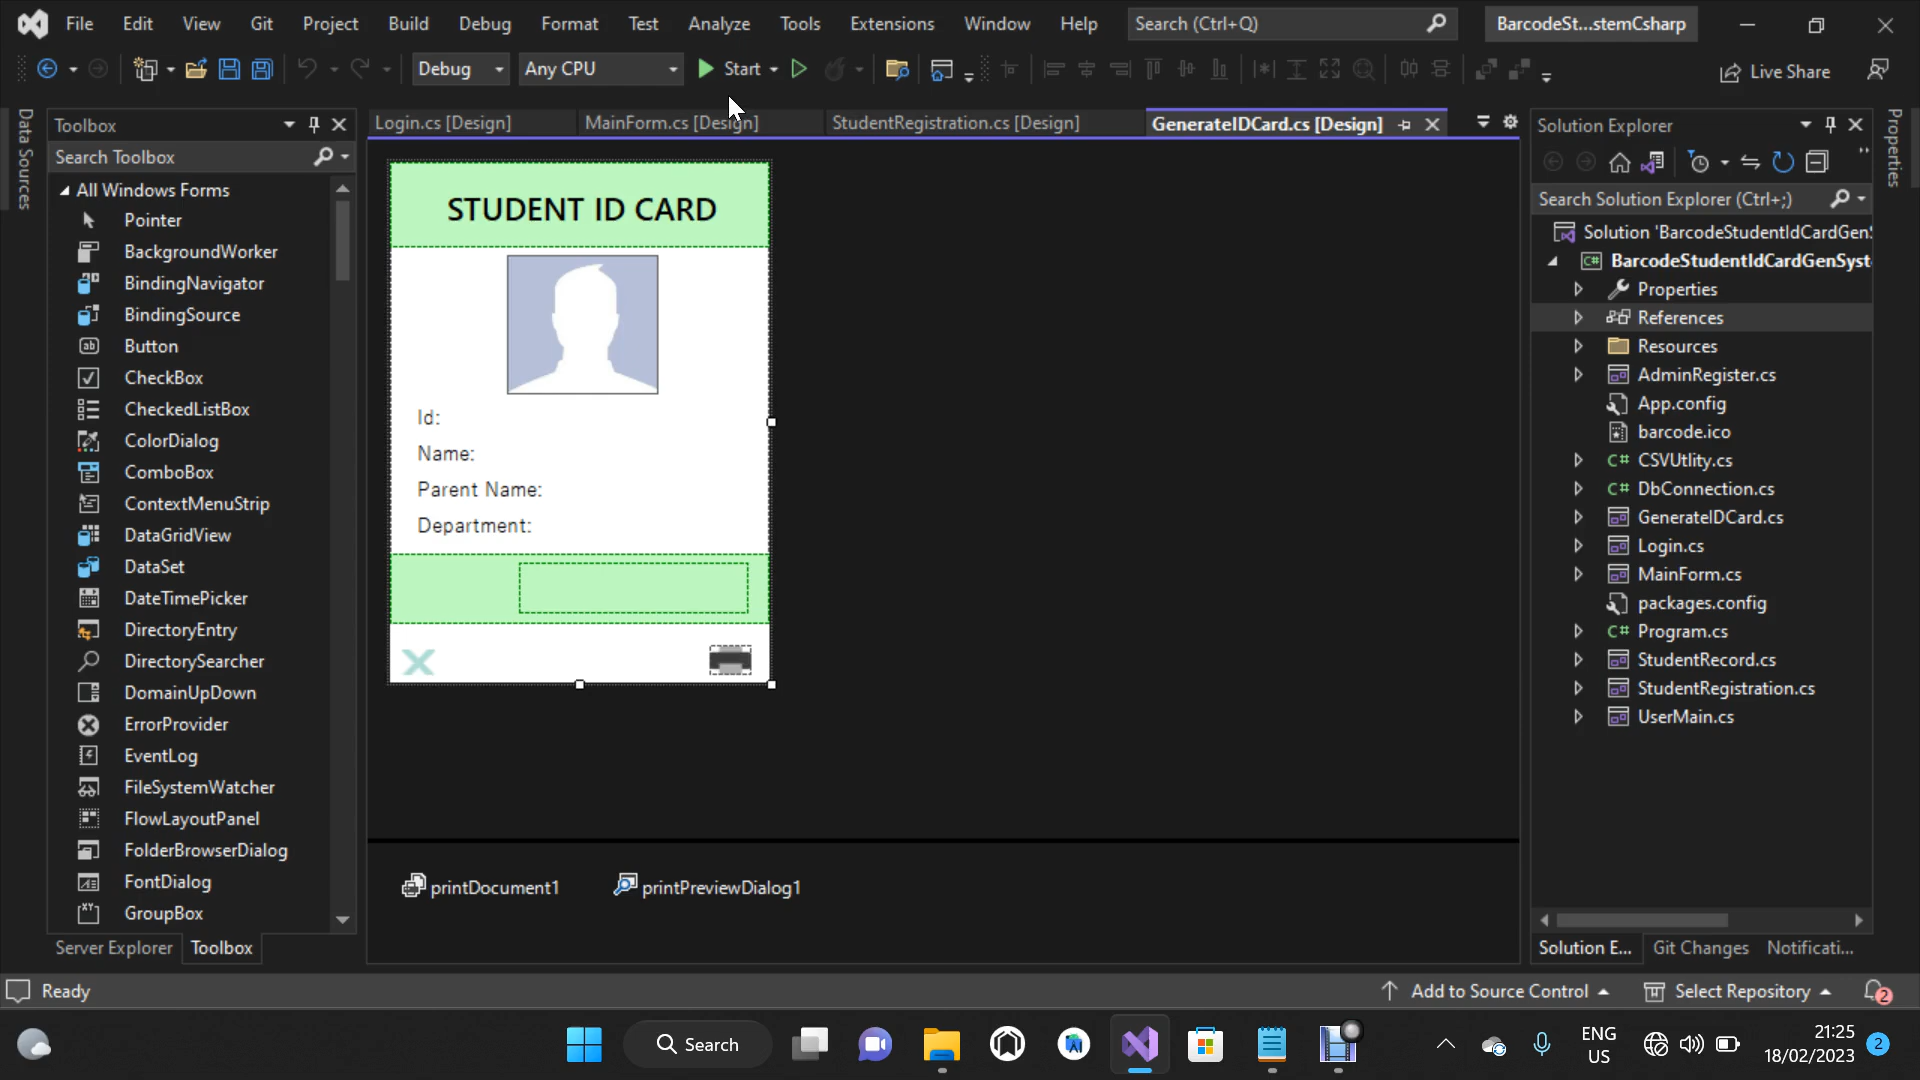 File Edit View Git Project Build Debug Format Test Analyze Tools Extensions Window Help Search (Ctrl+Q) BarcodeSt...stemCsharp
Debug Any CPU Start Live Share
Data Sources
Toolbox
Search Toolbox
All Windows Forms
Pointer
BackgroundWorker
BindingNavigator
BindingSource
Button
CheckBox
CheckedListBox
ColorDialog
ComboBox
ContextMenuStrip
DataGridView
DataSet
DateTimePicker
DirectoryEntry
DirectorySearcher
DomainUpDown
ErrorProvider
EventLog
FileSystemWatcher
FlowLayoutPanel
FolderBrowserDialog
FontDialog
GroupBox
Server Explorer Toolbox
Login.cs [Design] MainForm.cs [Design] StudentRegistration.cs [Design] GenerateIDCard.cs [Design]
STUDENT ID CARD
Id:
Name:
Parent Name:
Department:
printDocument1 printPreviewDialog1
Solution Explorer
Search Solution Explorer (Ctrl+;)
Solution 'BarcodeStudentIdCardGenS
BarcodeStudentIdCardGenSyst
Properties
References
Resources
AdminRegister.cs
App.config
barcode.ico
CSVUtlity.cs
DbConnection.cs
GenerateIDCard.cs
Login.cs
MainForm.cs
packages.config
Program.cs
StudentRecord.cs
StudentRegistration.cs
UserMain.cs
Solution E... Git Changes Notificati...
Properties
Ready Add to Source Control Select Repository 2
Search ENG
US
21:25
18/02/2023 2